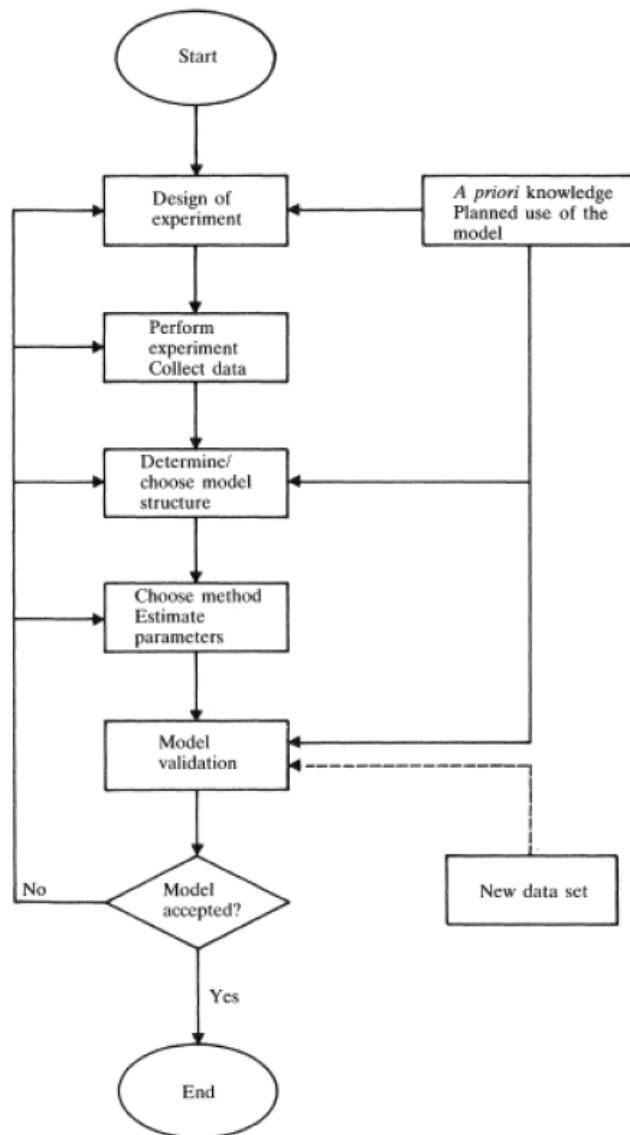 Start
Design of
experiment
A priori knowledge
Planned use of the
model
Perform
experiment
Collect data
Determine/
choose model
structure
Choose method
Estimate
parameters
Model
validation
No
Model
accepted?
New data set
Yes
End